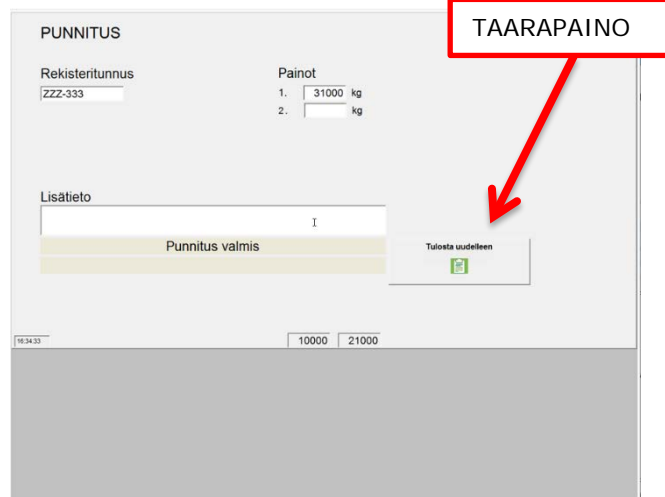 PUNNITUS
TAARAPAINO
Rekisteritunnus
Painot
ZZZ-333
1. 31000 kg
2. kg
Lisätieto
Punnitus valmis
Tulosta uudelleen
16:34:33
10000 21000